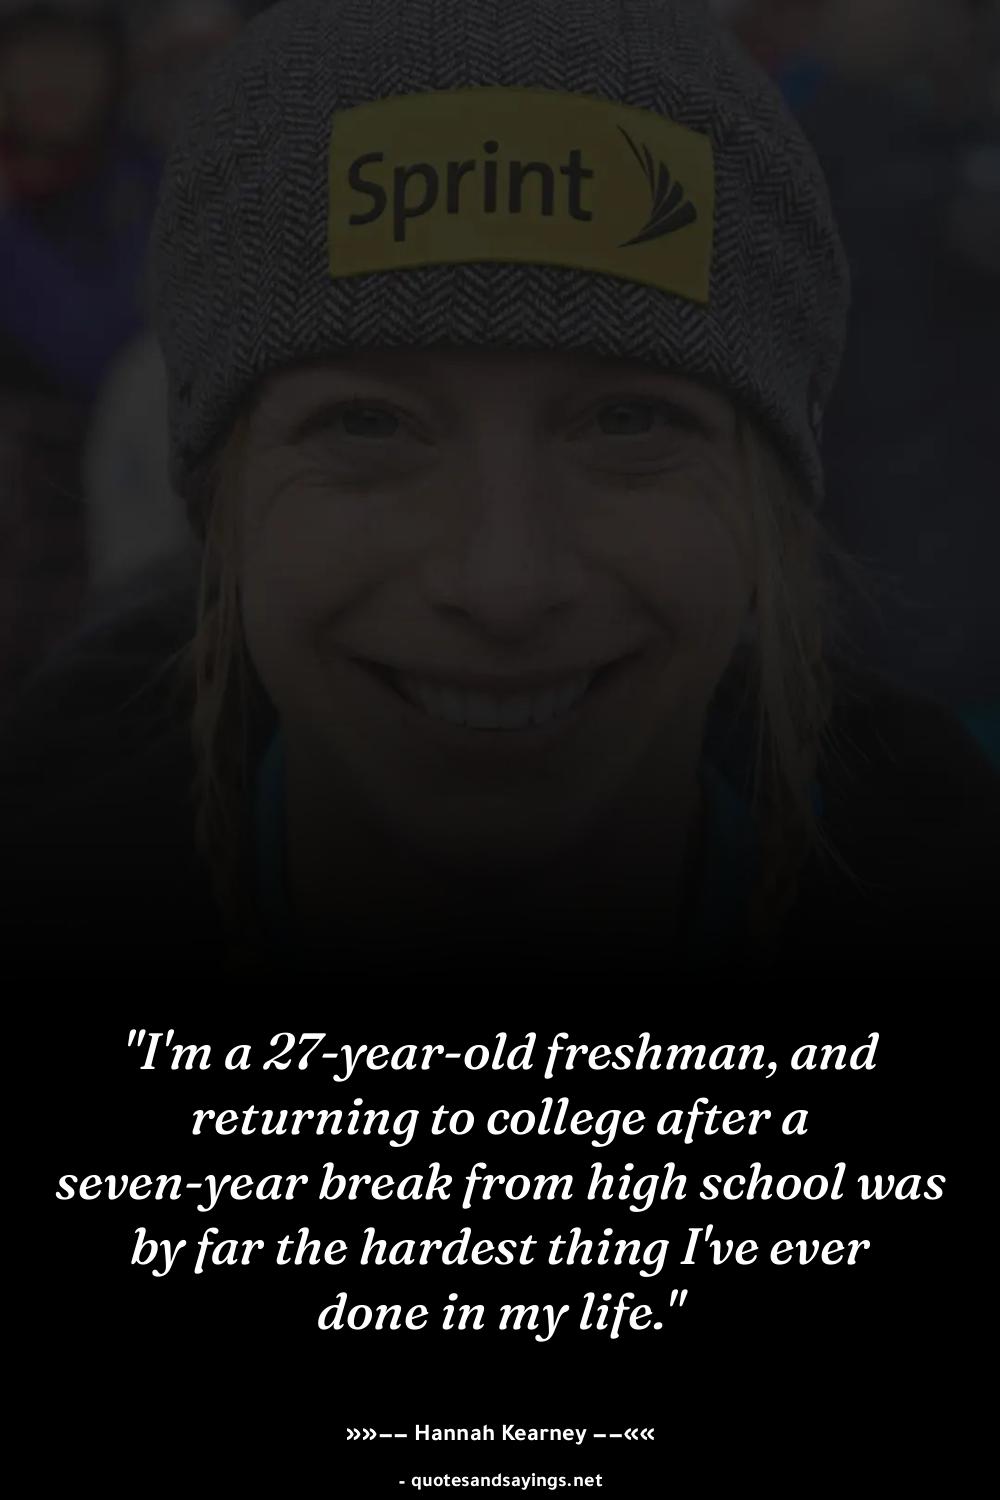 Sprint
"I'm a 27-year-old freshman, and
returning to college after a
seven-year break from high school was
by far the hardest thing I've ever
done in my life."
»»–– Hannah Kearney ––««
- quotesandsayings.net